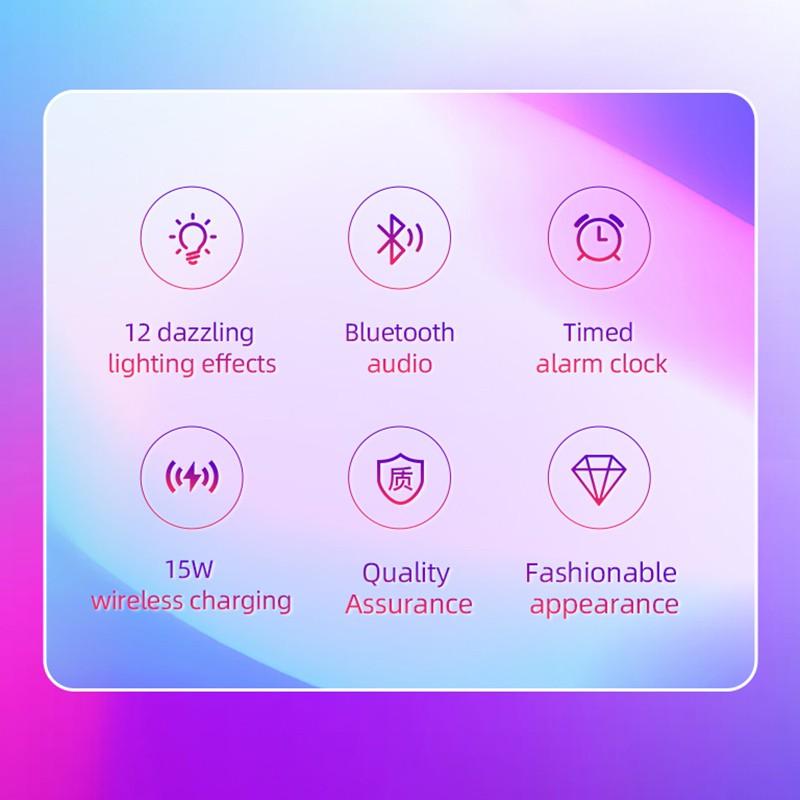 12 dazzling
lighting effects
Bluetooth
audio
Timed
alarm clock
15W
wireless charging
质
Quality
Assurance
Fashionable
appearance